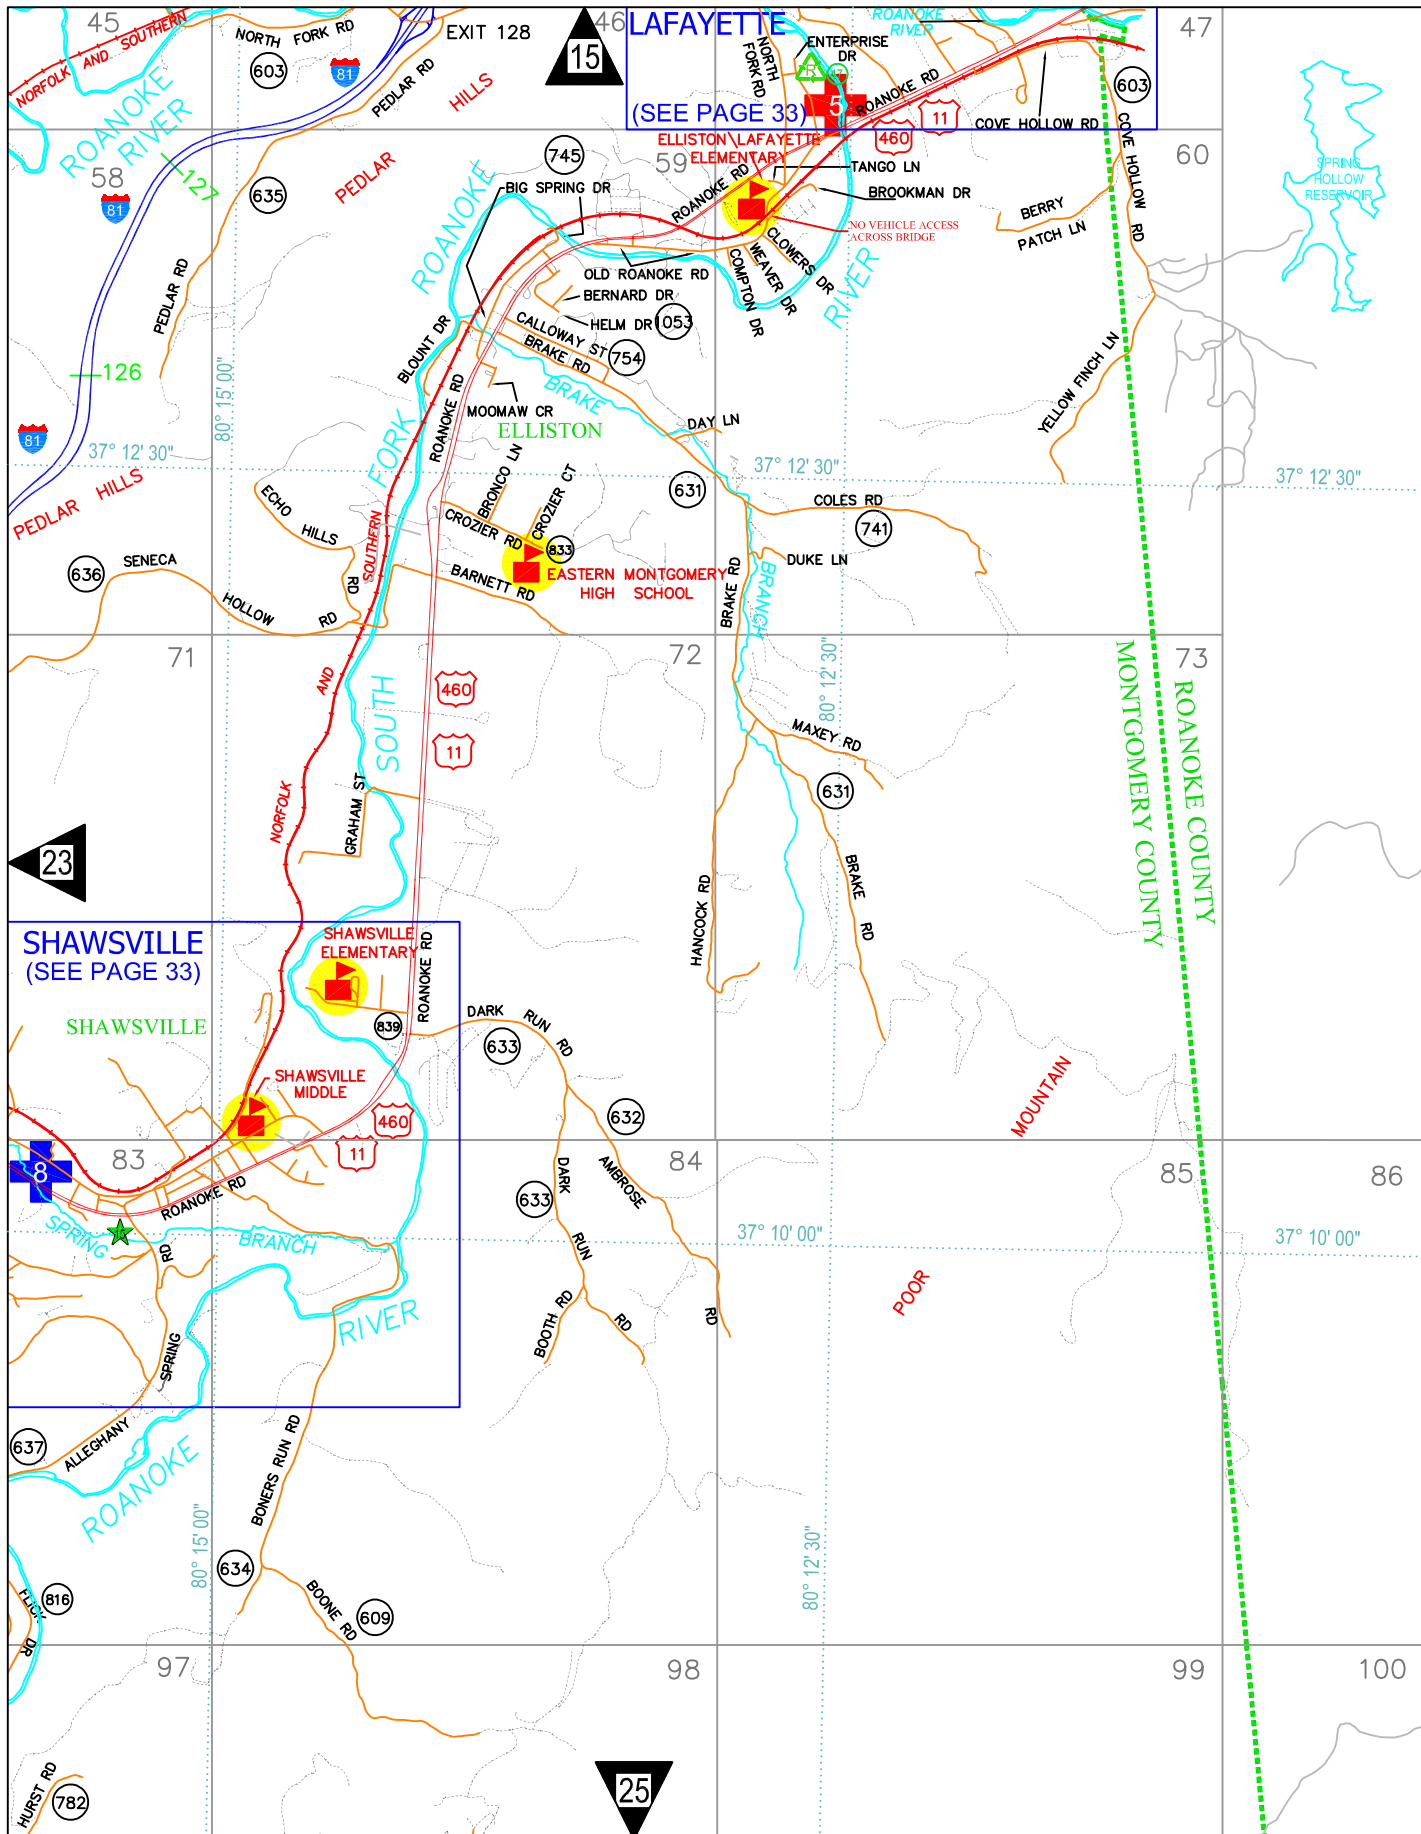 45
NORFOLK AND SOUTHERN
NORTH FORK RD
603
81
EXIT 128
PEDLAR RD
15
46
LAFAYETTE
(SEE PAGE 33)
NORTH
FORK RD
ENTERPRISE
DR
R
5
ROANOKE
RIVER
ROANOKE RD
11
460
COVE HOLLOW RD
603
47
ROANOKE
RIVER
58
127
81
635
PEDLAR HILLS
745
ROANOKE
BIG SPRING DR
59
ELLISTON\LAFAYETTE
ELEMENTARY
ROANOKE RD
TANGO LN
BROOKMAN DR
NO VEHICLE ACCESS
ACROSS BRIDGE
COVE HOLLOW RD
60
BERRY
PATCH LN
SPRING
HOLLOW
RESERVOIR
PEDLAR RD
OLD ROANOKE RD
BERNARD DR
HELM DR
1053
CLOWERS DR
WEAVER DR
COMPTON DR
RIVER
126
80° 15' 00"
BLOUNT DR
CALLOWAY ST
754
BRAKE RD
BRAKE
ROANOKE RD
MOOMAW CR
ELLISTON
DAY LN
YELLOW FINCH LN
81
37° 12' 30"
37° 12' 30"
37° 12' 30"
PEDLAR HILLS
FORK
ECHO
HILLS
RD
BRONCO LN
CROZIER CT
CROZIER RD
833
631
COLES RD
741
DUKE LN
636
SENECA
HOLLOW
RD
SOUTHERN
BARNETT RD
EASTERN MONTGOMERY
HIGH SCHOOL
BRAKE RD
BRANCH
71
72
73
AND
SOUTH
460
11
80° 12' 30"
MAXEY RD
631
MONTGOMERY COUNTY
ROANOKE COUNTY
NORFOLK
GRAHAM ST
23
HANCOCK RD
BRAKE
RD
SHAWSVILLE
(SEE PAGE 33)
SHAWSVILLE
ELEMENTARY
ROANOKE RD
SHAWSVILLE
839
DARK RUN RD
633
SHAWSVILLE
MIDDLE
460
11
632
MOUNTAIN
83
84
85
86
8
ROANOKE RD
DARK
RUN
RD
633
AMBROSE
RD
SPRING
BRANCH
37° 10' 00"
37° 10' 00"
RD
SPRING
RIVER
BOOTH RD
POOR
637
ALLEGHANY
ROANOKE
BONERS RUN RD
80° 15' 00"
80° 12' 30"
634
BOONE RD
609
816
FLICK
DR
97
98
99
100
HURST RD
782
25